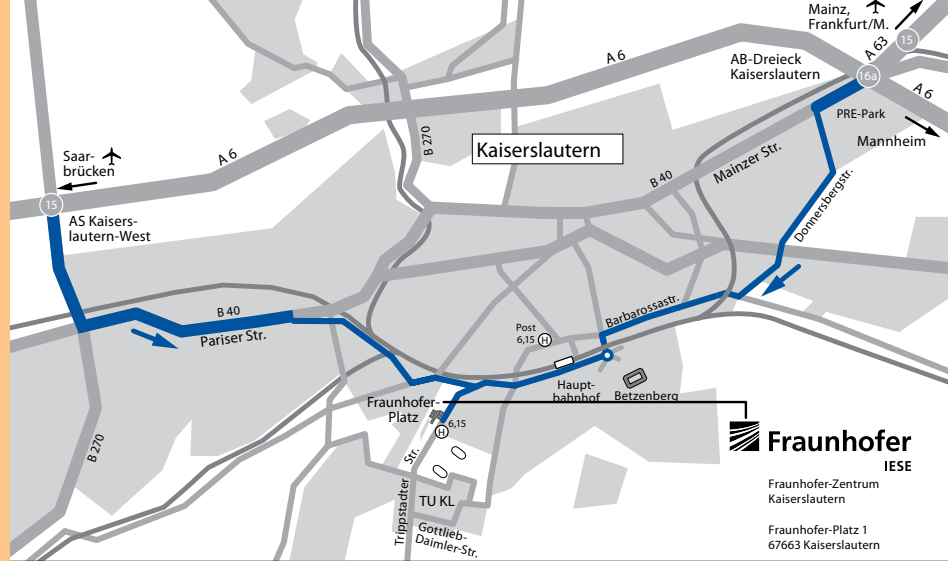 Mainz,
Frankfurt/M.
A 63
15
A 6
AB-Dreieck
Kaiserslautern
16a
A 6
PRE-Park
Mannheim
B 270
Kaiserslautern
Mainzer Str.
B 40
Saar-
brücken
A 6
15
AS Kaisers-
lautern-West
Donnersbergstr.
B 40
Pariser Str.
Barbarossastr.
Post
6,15
H
Haupt-
bahnhof
Betzenberg
Fraunhofer-
Platz
6,15
H
B 270
Trippstadter
Str.
TU KL
Gottlieb-
Daimler-Str.
Fraunhofer
IESE
Fraunhofer-Zentrum
Kaiserslautern
Fraunhofer-Platz 1
67663 Kaiserslautern